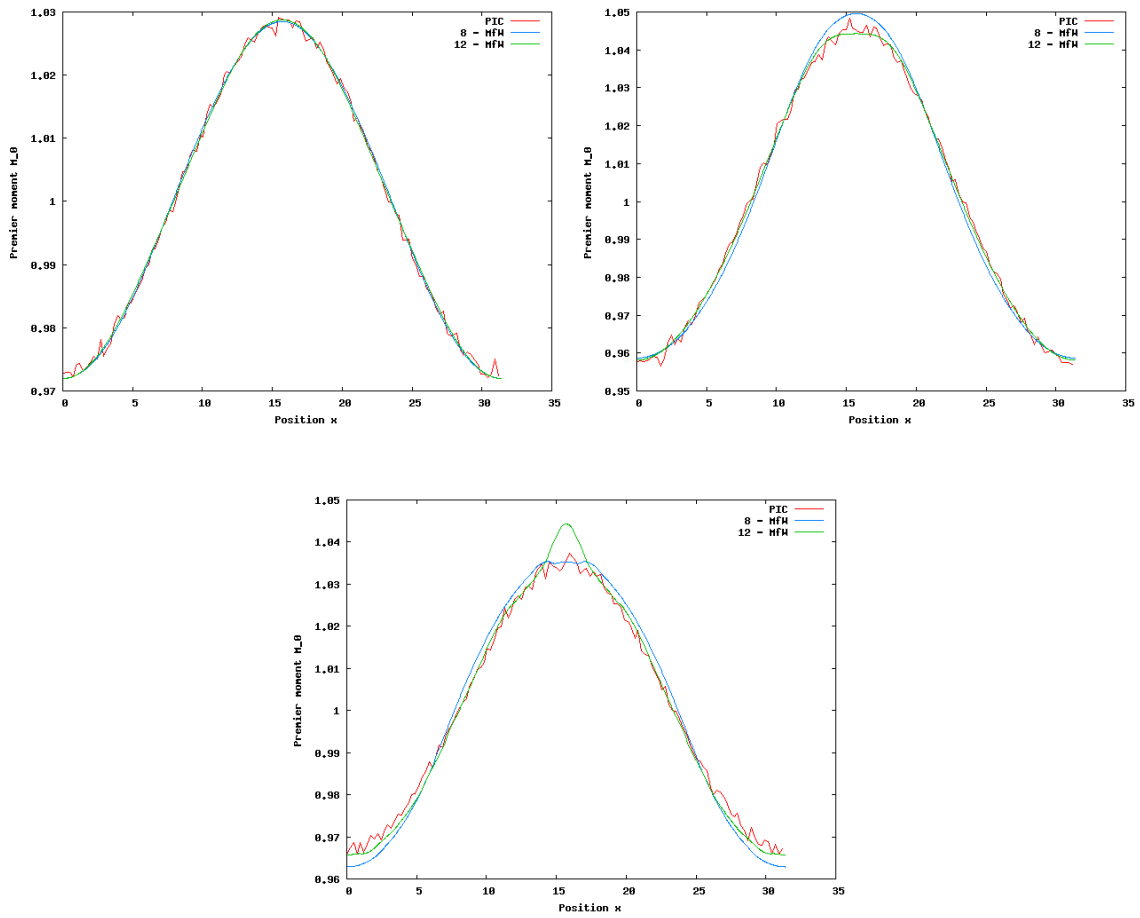 1.03
1.02
1.01
1
0.99
0.98
0.97
0 5 10 15 20 25 30 35
Premier moment M_0
Position x
PIC
8 - MfW
12 - MfW
1.05
1.04
1.03
1.02
1.01
1
0.99
0.98
0.97
0.96
0.95
0 5 10 15 20 25 30 35
Premier moment M_0
Position x
PIC
8 - MfW
12 - MfW
1.05
1.04
1.03
1.02
1.01
1
0.99
0.98
0.97
0.96
0 5 10 15 20 25 30 35
Premier moment M_0
Position x
PIC
8 - MfW
12 - MfW